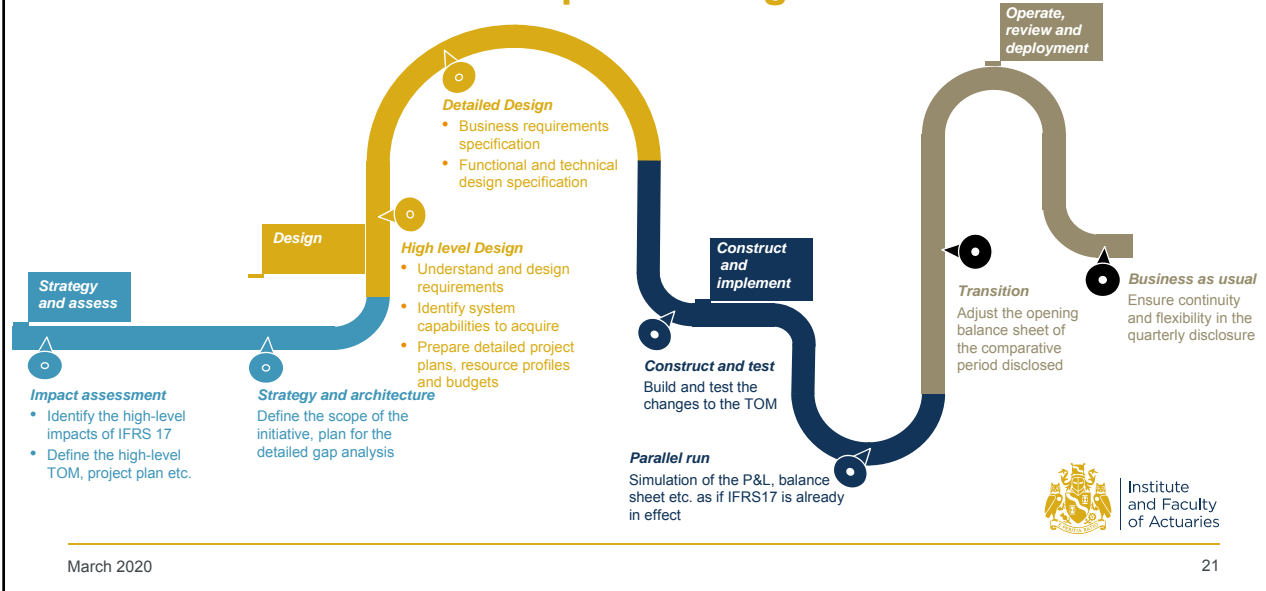 Operate,
review and
deployment
Detailed Design
• Business requirements
specification
• Functional and technical
design specification
Design
High level Design
• Understand and design
requirements
• Identify system
capabilities to acquire
• Prepare detailed project
plans, resource profiles
and budgets
Strategy
and assess
Construct
and
implement
Transition
Adjust the opening
balance sheet of
the comparative
period disclosed
Business as usual
Ensure continuity
and flexibility in the
quarterly disclosure
Impact assessment
• Identify the high-level
impacts of IFRS 17
• Define the high-level
TOM, project plan etc.
Strategy and architecture
Define the scope of the
initiative, plan for the
detailed gap analysis
Construct and test
Build and test the
changes to the TOM
Parallel run
Simulation of the P&L, balance
sheet etc. as if IFRS17 is already
in effect
Institute
and Faculty
of Actuaries
March 2020
21